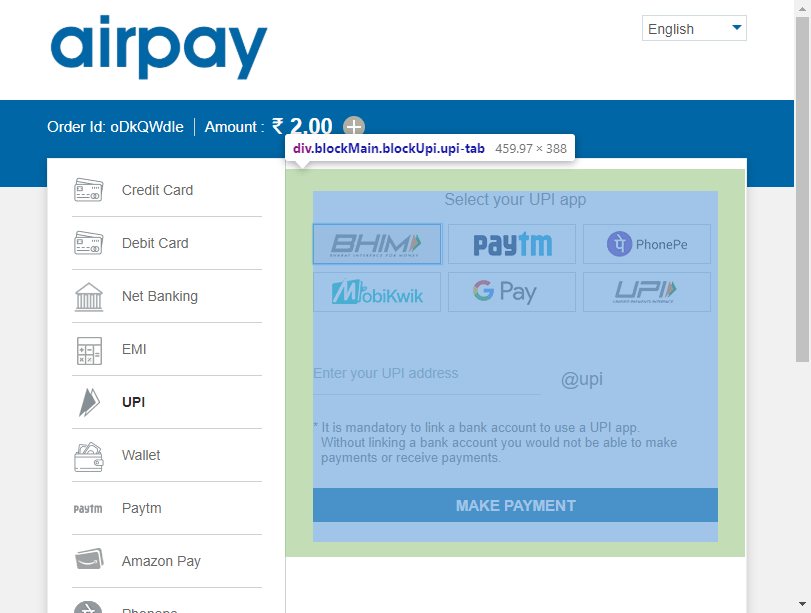 airpay
English
Order Id: oDkQWdIe | Amount : ₹ 2.00
div.blockMain.blockUpi.upi-tab 459.97 × 388
Credit Card
Debit Card
Net Banking
EMI
UPI
Wallet
Paytm
Paytm
Amazon Pay
Phonepe
Select your UPI app
BHIM
BHARAT INTERFACE FOR MONEY
Paytm
PhonePe
MobiKwik
G Pay
UPI
UNIFIED PAYMENTS INTERFACE
Enter your UPI address
@upi
* It is mandatory to link a bank account to use a UPI app.
Without linking a bank account you would not be able to make
payments or receive payments.
MAKE PAYMENT